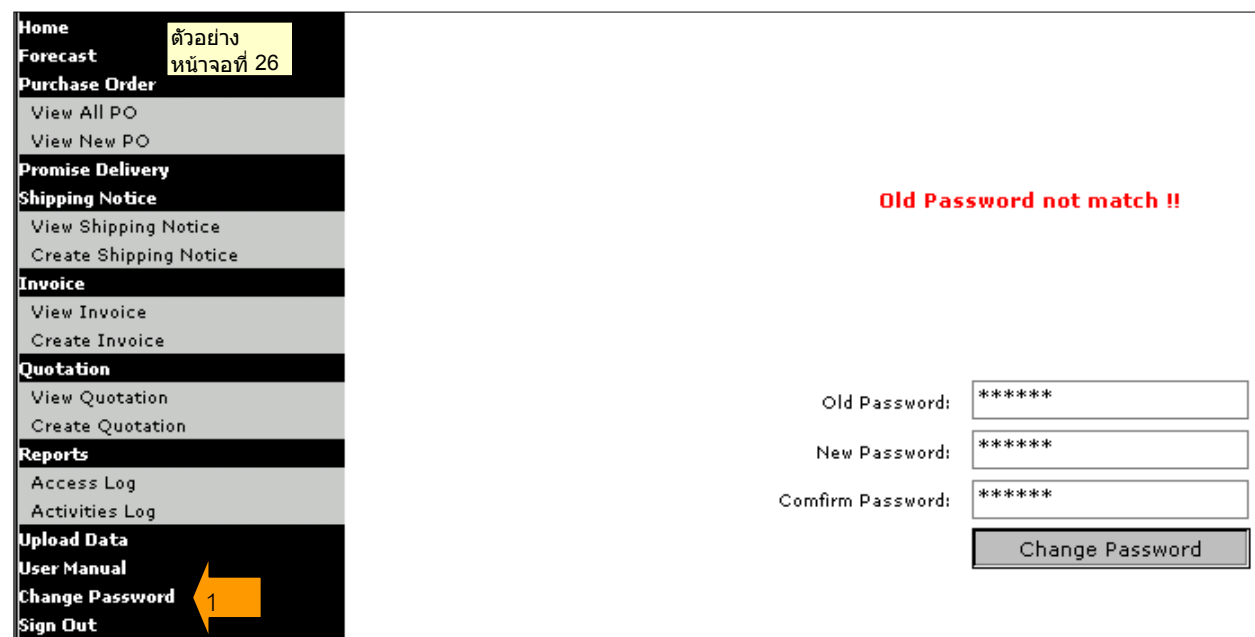 Home
ตัวอย่าง
หน้าจอที่ 26
Forecast
Purchase Order
View All PO
View New PO
Promise Delivery
Shipping Notice
View Shipping Notice
Create Shipping Notice
Invoice
View Invoice
Create Invoice
Quotation
View Quotation
Create Quotation
Reports
Access Log
Activities Log
Upload Data
User Manual
Change Password
1
Sign Out
Old Password not match !!
Old Password: ******
New Password: ******
Comfirm Password: ******
Change Password